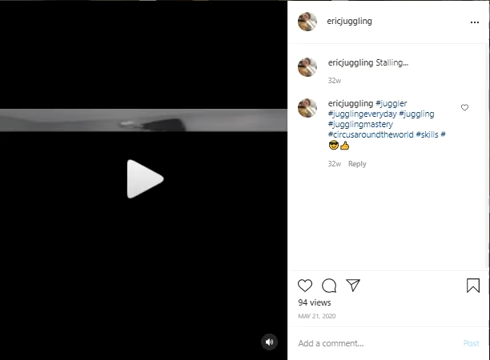 ericjuggling
ericjuggling Stalling...
32w
ericjuggling #juggler
#jugglingeveryday #juggling
#jugglingmastery
#circusaroundtheworld #skills #
😎👍
32w Reply
94 views
MAY 21, 2020
Add a comment... Post